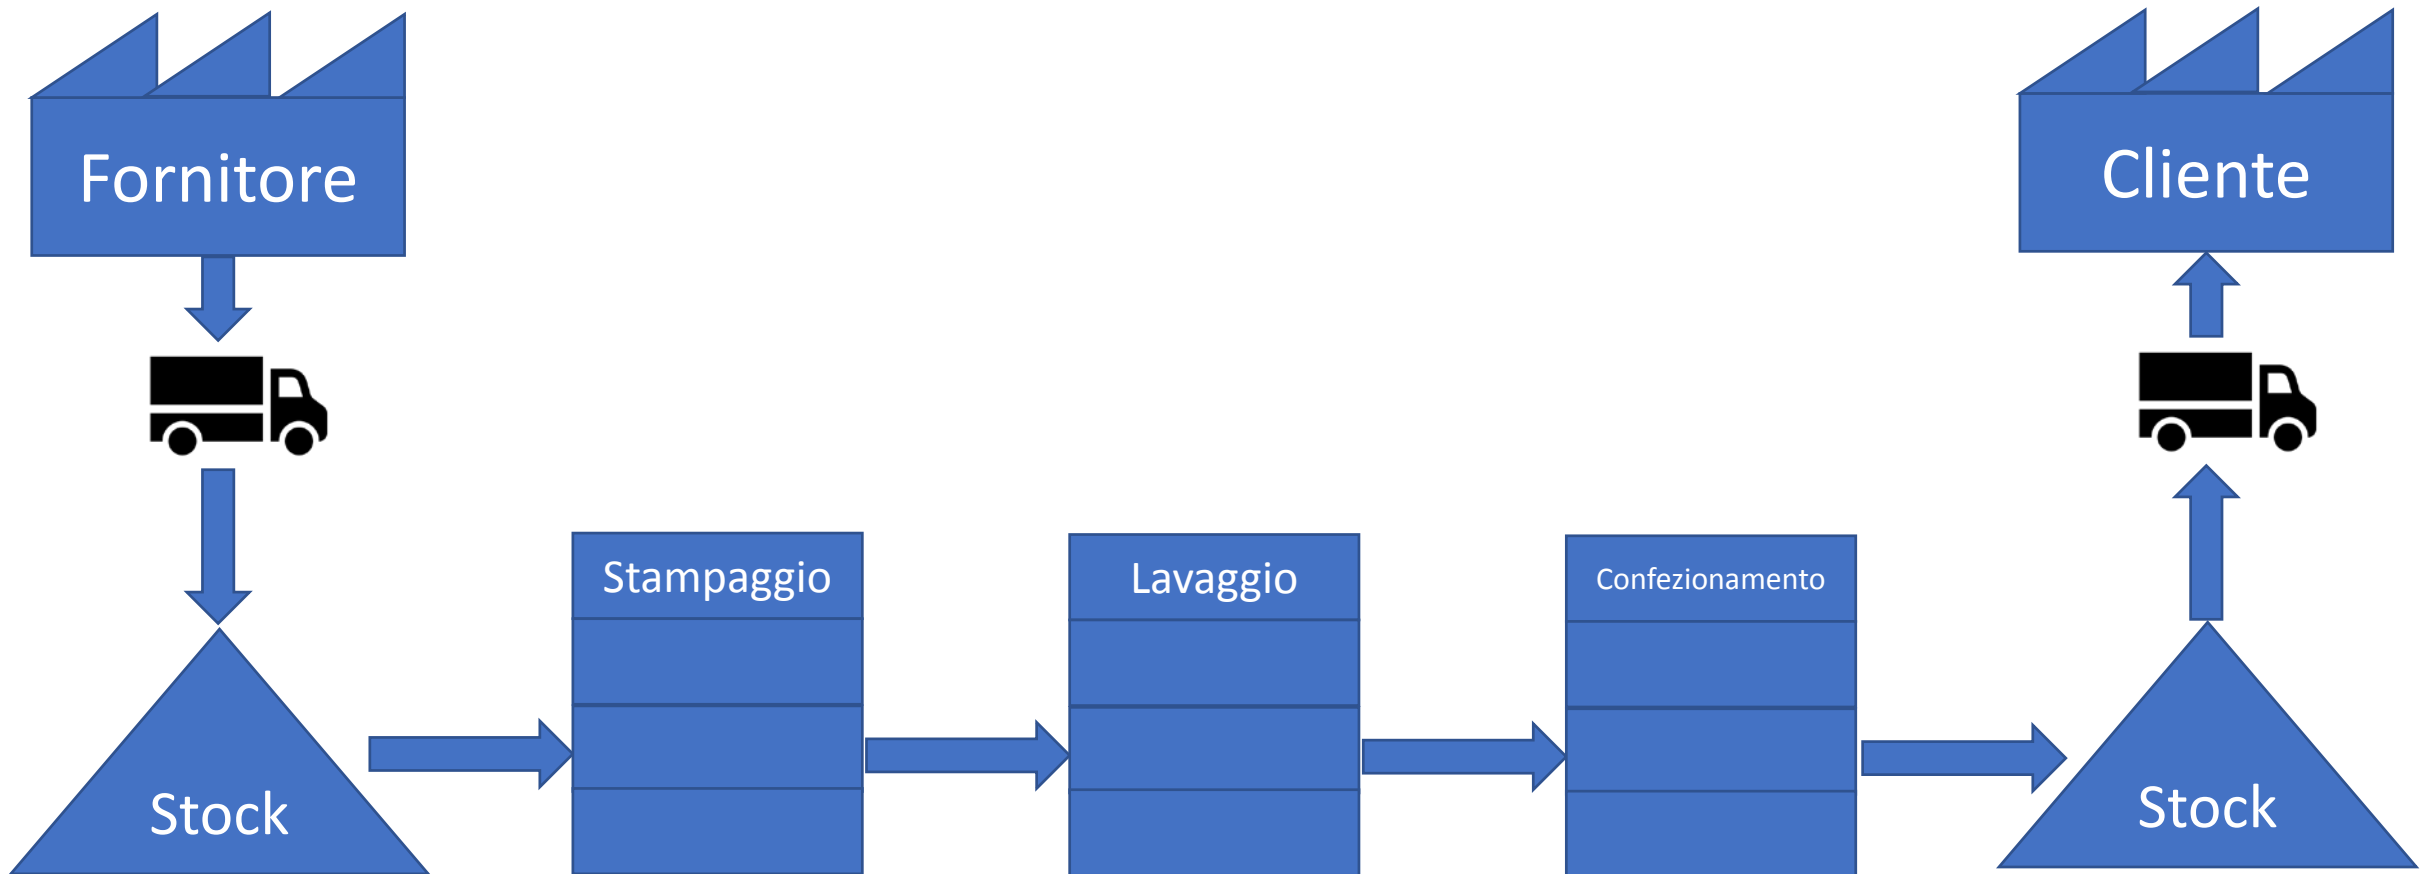 Fornitore
Cliente
Stampaggio
Lavaggio
Confezionamento
Stock
Stock